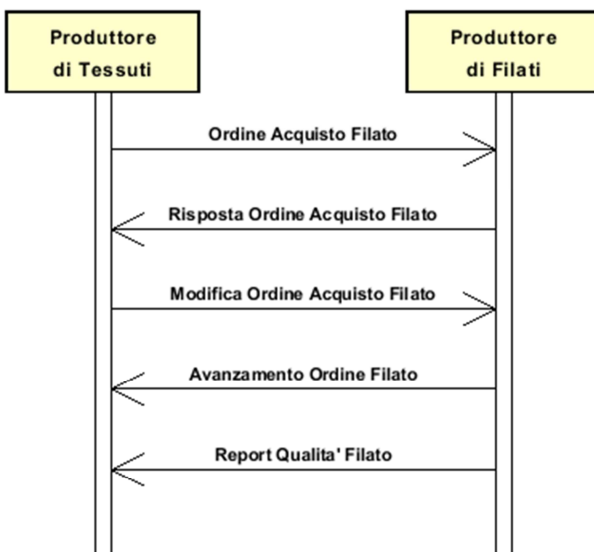 Produttore
di Tessuti
Produttore
di Filati
Ordine Acquisto Filato
Risposta Ordine Acquisto Filato
Modifica Ordine Acquisto Filato
Avanzamento Ordine Filato
Report Qualita' Filato